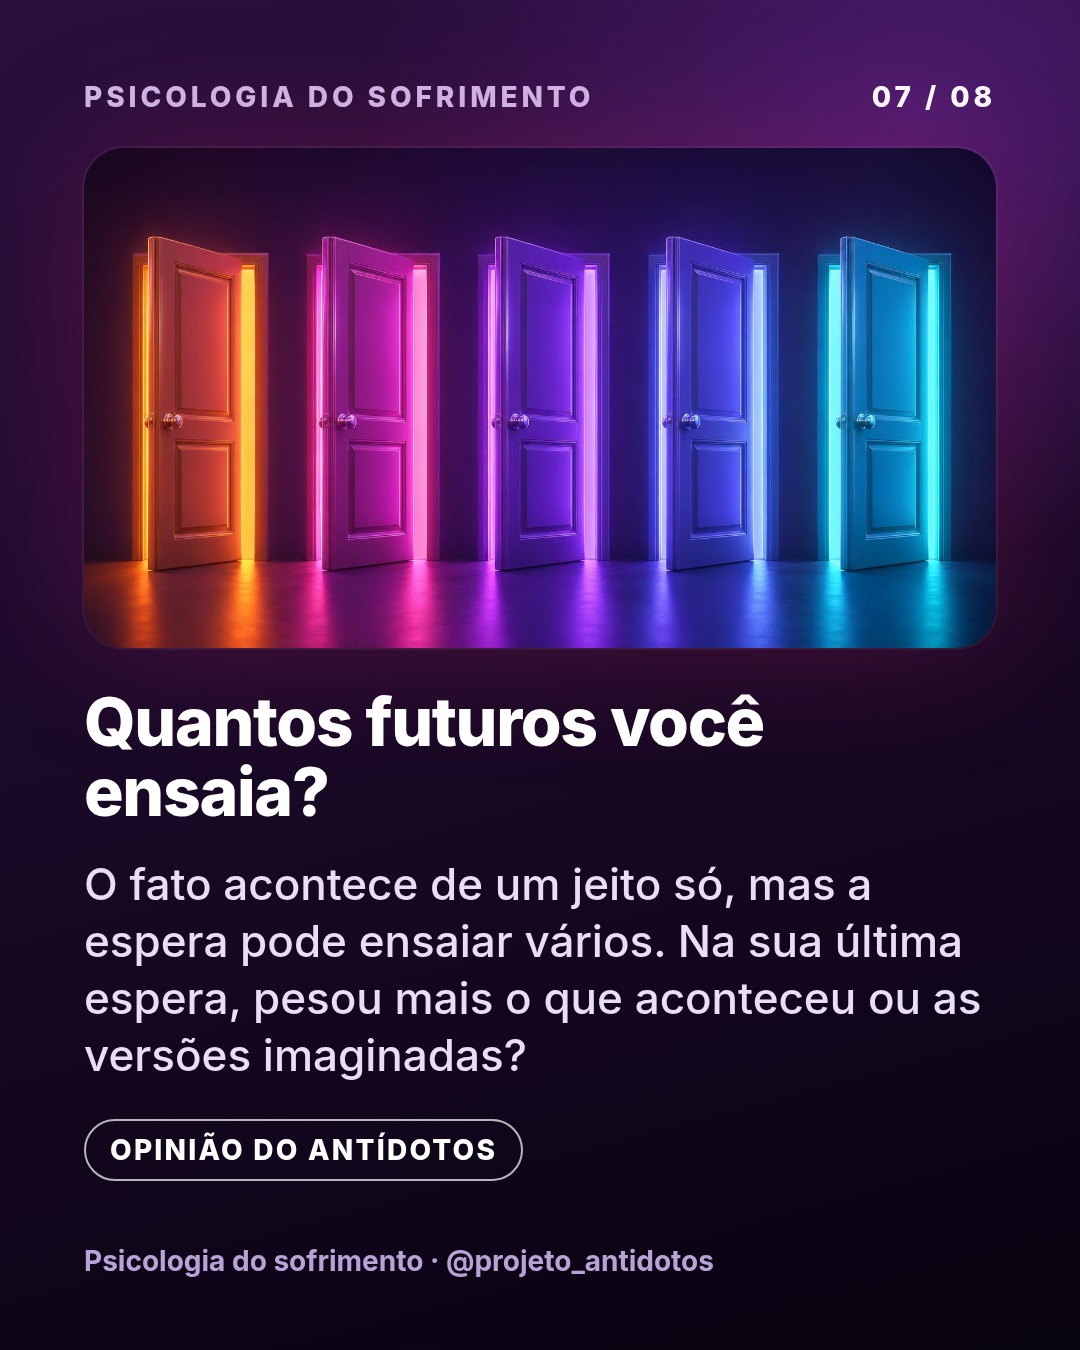 PSICOLOGIA DO SOFRIMENTO
07 / 08
Quantos futuros você
ensaia?
O fato acontece de um jeito só, mas a
espera pode ensaiar vários. Na sua última
espera, pesou mais o que aconteceu ou as
versões imaginadas?
OPINIÃO DO ANTÍDOTOS
Psicologia do sofrimento · @projeto_antidotos